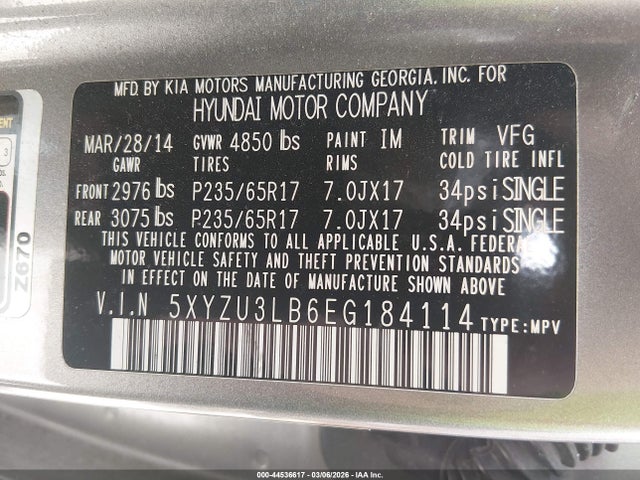 MFD. BY KIA MOTORS MANUFACTURING GEORGIA, INC. FOR
HYUNDAI MOTOR COMPANY
MAR/28/14 GVWR 4850 lbs PAINT IM TRIM VFG
GAWR TIRES RIMS COLD TIRE INFL
FRONT 2976 lbs P235/65R17 7.0JX17 34psi SINGLE
REAR 3075 lbs P235/65R17 7.0JX17 34psi SINGLE
THIS VEHICLE CONFORMS TO ALL APPLICABLE U.S.A. FEDERAL
MOTOR VEHICLE SAFETY AND THEFT PREVENTION STANDARDS
IN EFFECT ON THE DATE OF MANUFACTURE SHOWN ABOVE.
V.I.N 5XYZU3LB6EG184114 TYPE:MPV
Z670
3
000-44536617 - 03/06/2026 - IAA Inc.